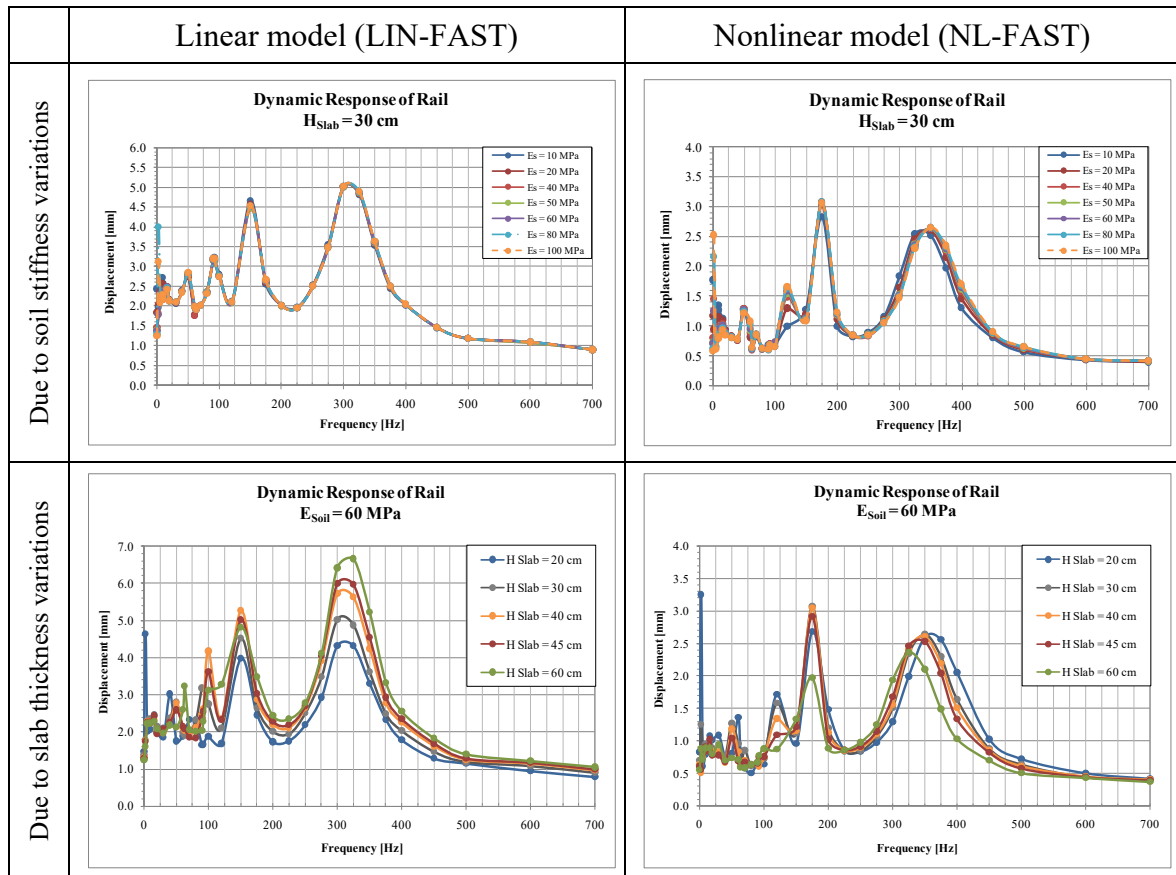 Linear model (LIN-FAST)
Nonlinear model (NL-FAST)
Due to soil stiffness variations
Dynamic Response of Rail
H_Slab = 30 cm
Displacement [mm]
6.0
5.5
5.0
4.5
4.0
3.5
3.0
2.5
2.0
1.5
1.0
0.5
0.0
Es = 10 MPa
Es = 20 MPa
Es = 40 MPa
Es = 50 MPa
Es = 60 MPa
Es = 80 MPa
Es = 100 MPa
0 100 200 300 400 500 600 700
Frequency [Hz]
Dynamic Response of Rail
H_Slab = 30 cm
Displacement [mm]
4.0
3.5
3.0
2.5
2.0
1.5
1.0
0.5
0.0
Es = 10 MPa
Es = 20 MPa
Es = 40 MPa
Es = 50 MPa
Es = 60 MPa
Es = 80 MPa
Es = 100 MPa
0 100 200 300 400 500 600 700
Frequency [Hz]
Due to slab thickness variations
Dynamic Response of Rail
E_Soil = 60 MPa
Displacement [mm]
7.0
6.0
5.0
4.0
3.0
2.0
1.0
0.0
H Slab = 20 cm
H Slab = 30 cm
H Slab = 40 cm
H Slab = 45 cm
H Slab = 60 cm
0 100 200 300 400 500 600 700
Frequency [Hz]
Dynamic Response of Rail
E_Soil = 60 MPa
Displacement [mm]
4.0
3.5
3.0
2.5
2.0
1.5
1.0
0.5
0.0
H Slab = 20 cm
H Slab = 30 cm
H Slab = 40 cm
H Slab = 45 cm
H Slab = 60 cm
0 100 200 300 400 500 600 700
Frequency [Hz]